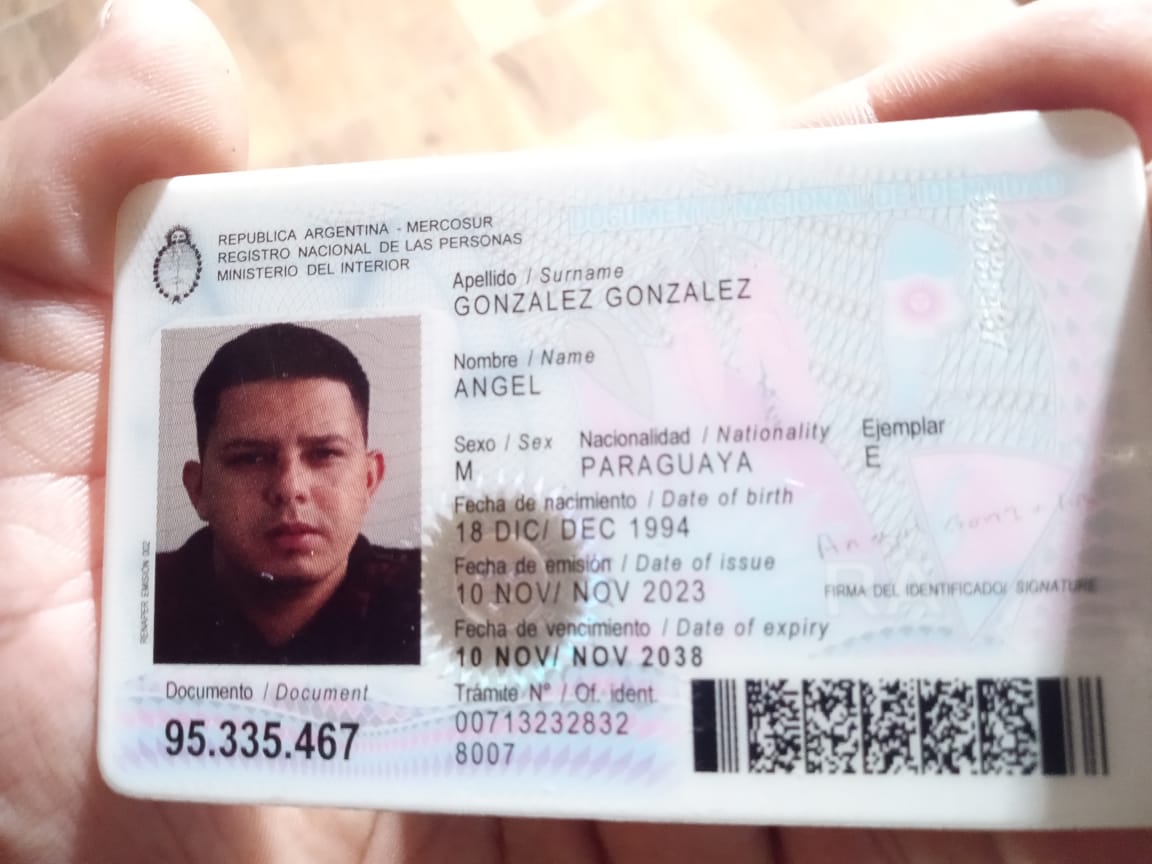 REPUBLICA ARGENTINA - MERCOSUR
REGISTRO NACIONAL DE LAS PERSONAS
MINISTERIO DEL INTERIOR
DOCUMENTO NACIONAL DE IDENTIDAD
Apellido / Surname
GONZALEZ GONZALEZ
Nombre / Name
ANGEL
Sexo / Sex
M
Nacionalidad / Nationality
PARAGUAYA
Ejemplar
E
Fecha de nacimiento / Date of birth
18 DIC/ DEC 1994
Fecha de emisión / Date of issue
10 NOV/ NOV 2023
FIRMA DEL IDENTIFICADO/ SIGNATURE
RA
Fecha de vencimiento / Date of expiry
10 NOV/ NOV 2038
RENAPER EMISIÓN 002
Documento / Document
95.335.467
Trámite Nº / Of. ident.
00713232832
8007